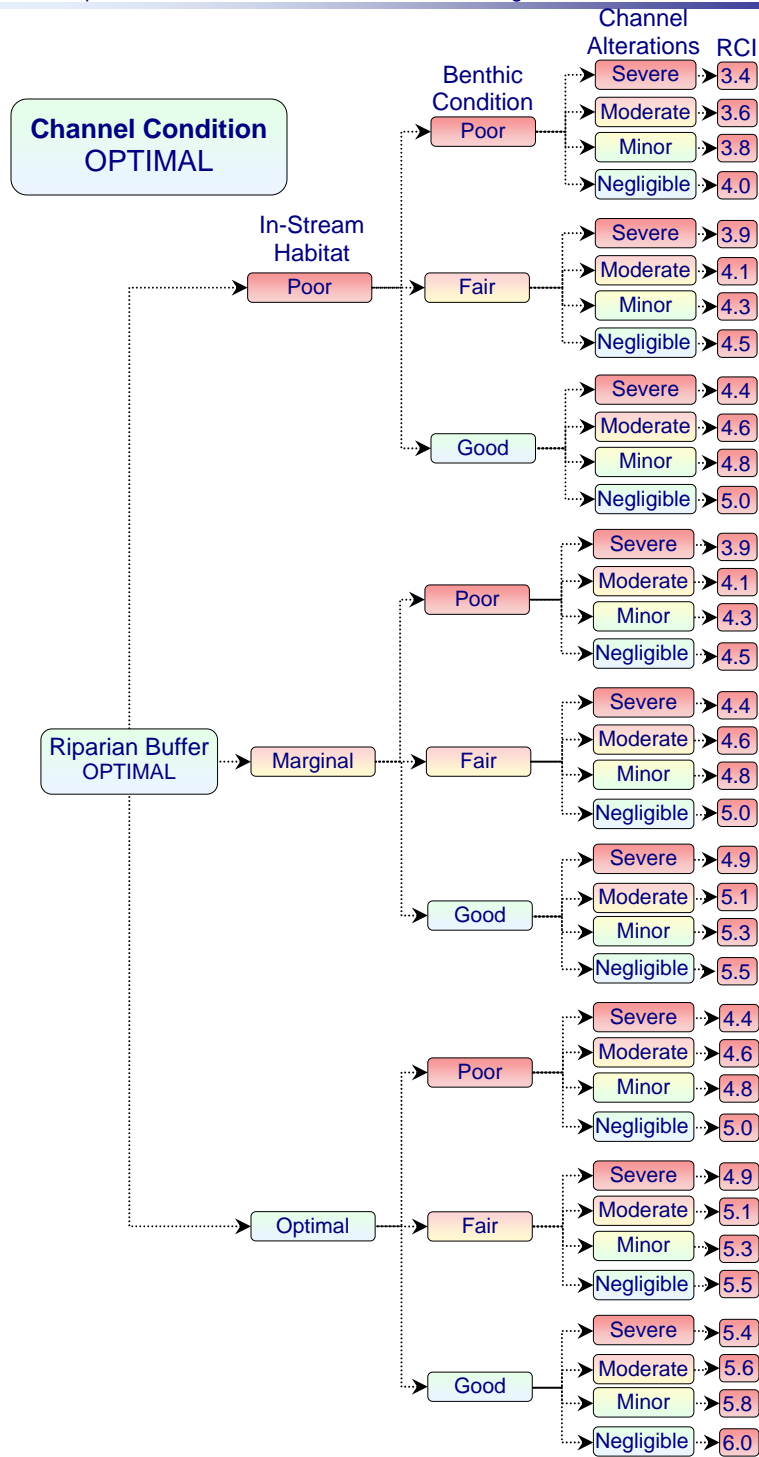 Channel
Alterations RCI
Benthic
Condition
Severe 3.4
Moderate 3.6
Poor
Minor 3.8
Negligible 4.0
Channel Condition
OPTIMAL
In-Stream
Habitat
Severe 3.9
Moderate 4.1
Poor Fair
Minor 4.3
Negligible 4.5
Severe 4.4
Moderate 4.6
Good
Minor 4.8
Negligible 5.0
Severe 3.9
Moderate 4.1
Poor
Minor 4.3
Negligible 4.5
Severe 4.4
Moderate 4.6
Riparian Buffer
OPTIMAL
Marginal Fair
Minor 4.8
Negligible 5.0
Severe 4.9
Moderate 5.1
Good
Minor 5.3
Negligible 5.5
Severe 4.4
Moderate 4.6
Poor
Minor 4.8
Negligible 5.0
Severe 4.9
Moderate 5.1
Optimal Fair
Minor 5.3
Negligible 5.5
Severe 5.4
Moderate 5.6
Good
Minor 5.8
Negligible 6.0